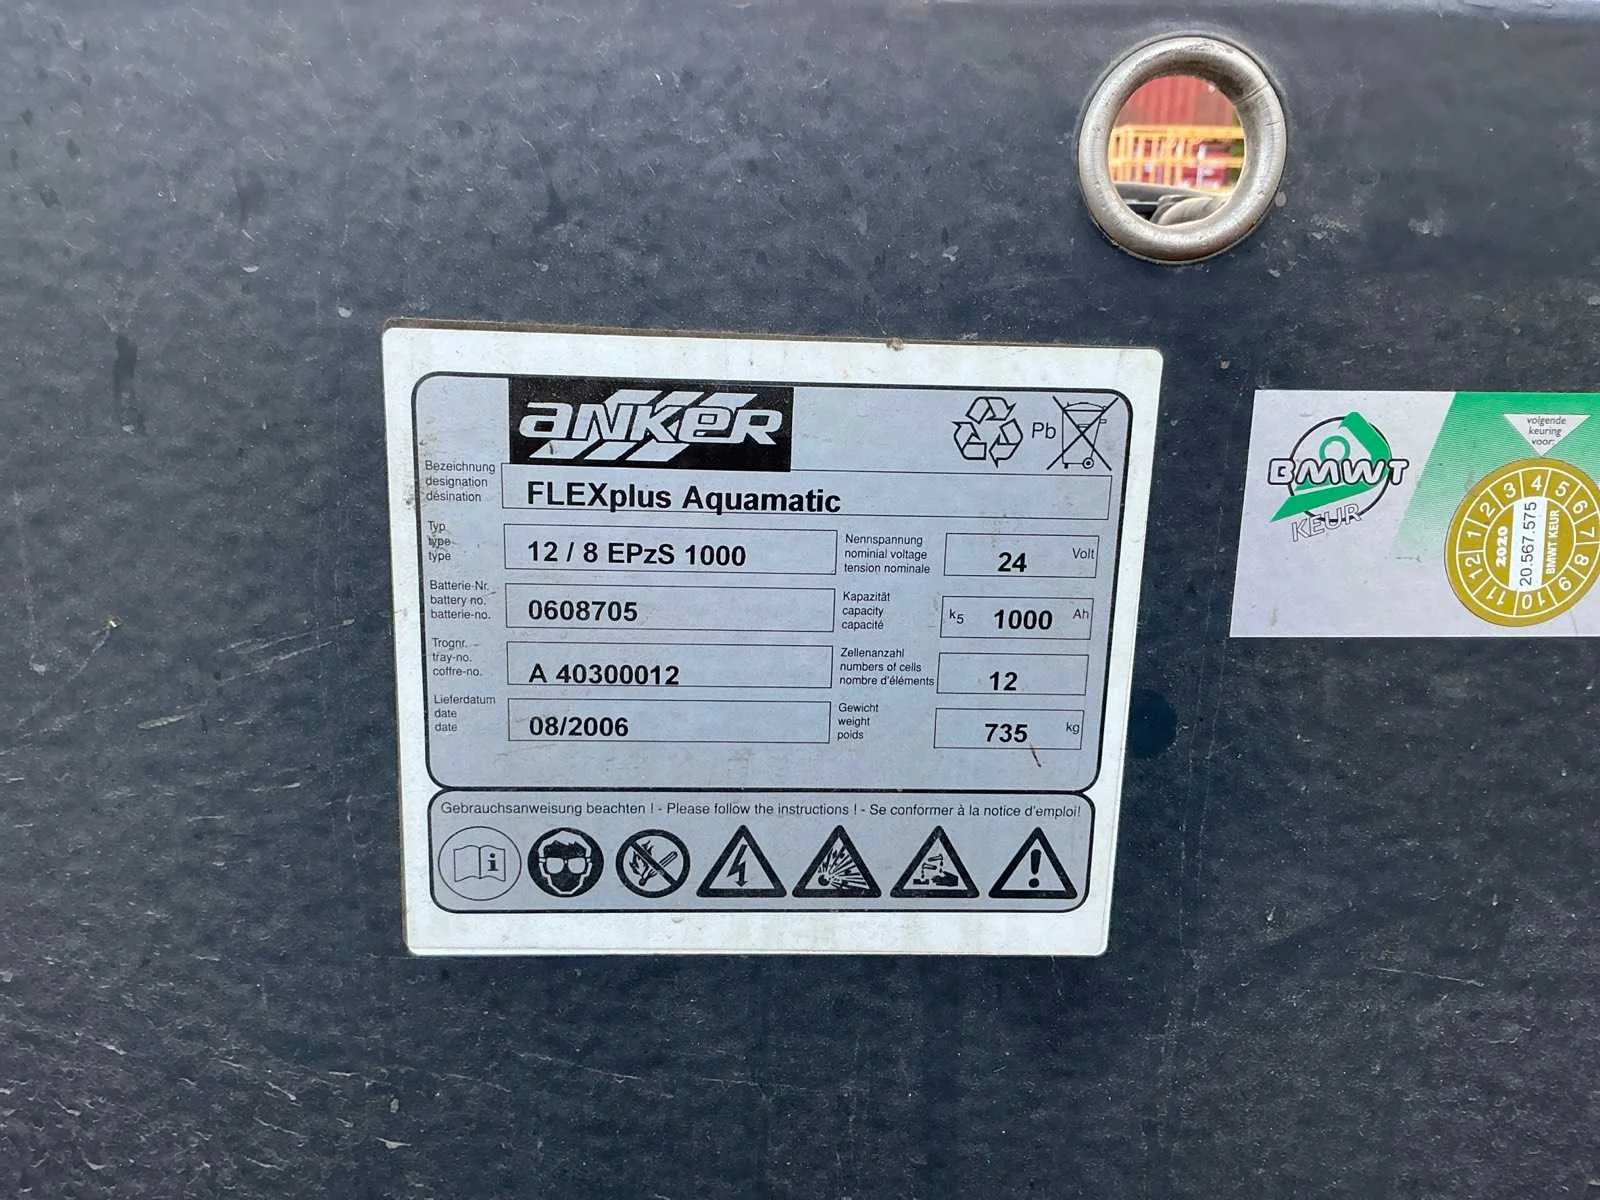 ANKER
Pb
Bezeichnung
designation
désination
FLEXplus Aquamatic
Typ
type
type
12 / 8 EPzS 1000
Nennspannung
nominial voltage
tension nominale
24 Volt
Batterie-Nr.
battery no.
batterie-no.
0608705
Kapazität
capacity
capacité
k5 1000 Ah
Trognr.
tray-no.
coffre-no.
A 40300012
Zellenanzahl
numbers of cells
nombre d'éléments
12
Lieferdatum
date
date
08/2006
Gewicht
weight
poids
735 kg
Gebrauchsanweisung beachten ! - Please follow the instructions ! - Se conformer à la notice d'emploi!
BMWT
KEUR
volgende
keuring
voor:
1 2 3 4 5 6 7 8 9 10 11 12
2020
20.567.575
BMWT KEUR